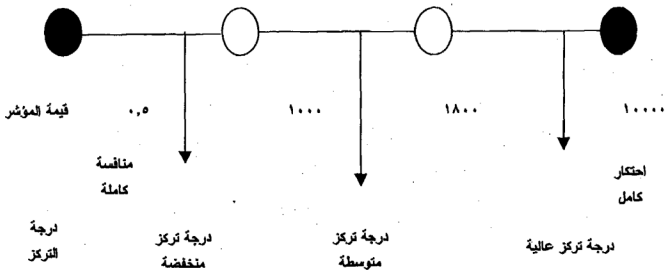 قيمة المؤشر ٠,٥ ١٠٠٠ ١٨٠٠ ١٠٠٠٠
منافسة
كاملة
احتكار
كامل
درجة
التركز
درجة تركز
منخفضة
درجة تركز
متوسطة
درجة تركز عالية